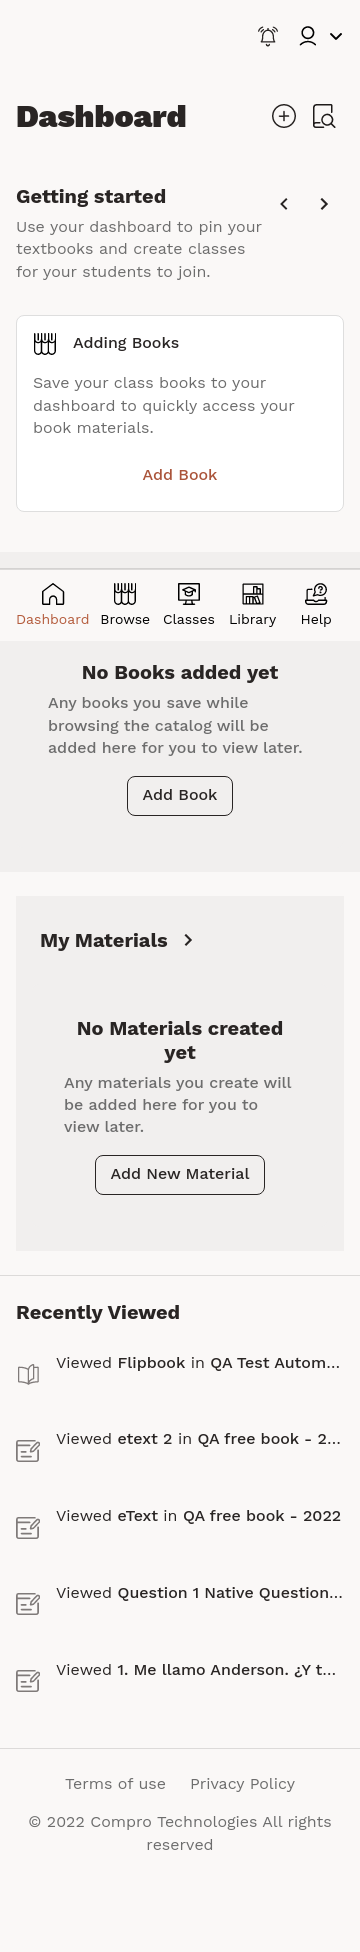 Dashboard
Getting started
Use your dashboard to pin your
textbooks and create classes
for your students to join.
Adding Books
Save your class books to your
dashboard to quickly access your
book materials.
Add Book
Dashboard Browse Classes Library Help
No Books added yet
Any books you save while
browsing the catalog will be
added here for you to view later.
Add Book
My Materials
No Materials created
yet
Any materials you create will
be added here for you to
view later.
Add New Material
Recently Viewed
Viewed Flipbook in QA Test Autom...
Viewed etext 2 in QA free book - 2...
Viewed eText in QA free book - 2022
Viewed Question 1 Native Question...
Viewed 1. Me llamo Anderson. ¿Y t...
Terms of use Privacy Policy
© 2022 Compro Technologies All rights
reserved